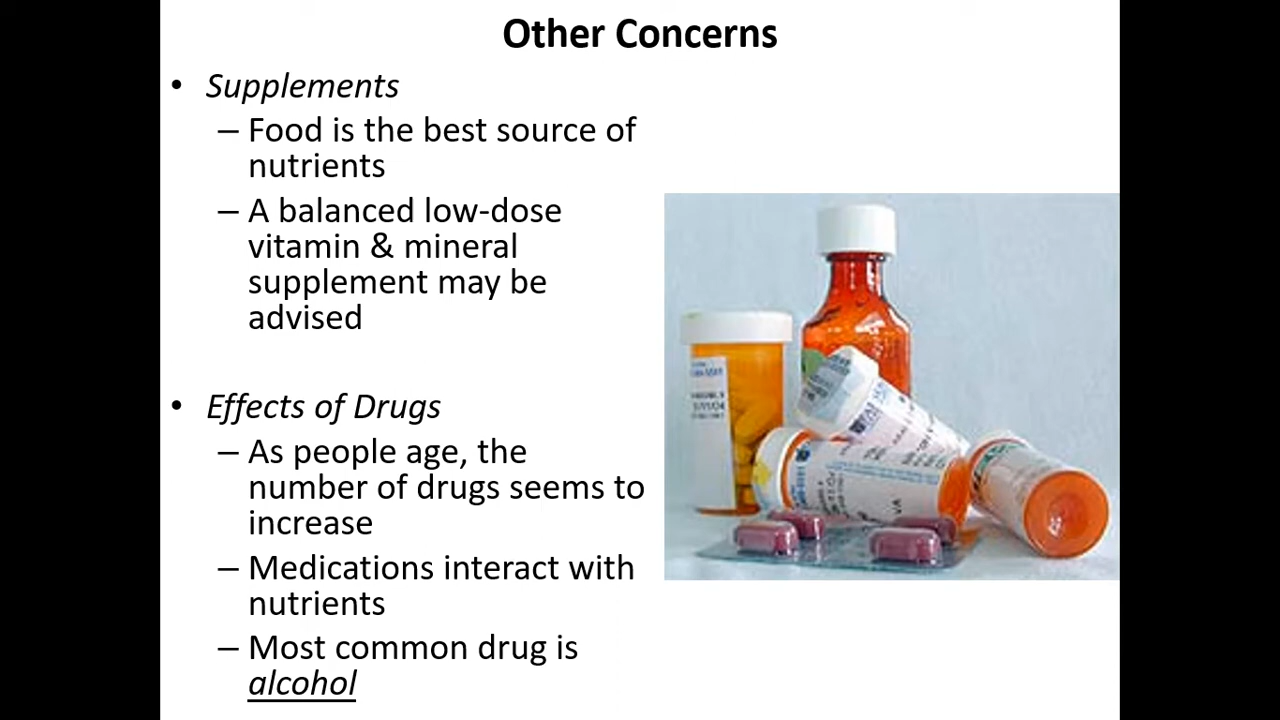 Other Concerns
• Supplements
– Food is the best source of
nutrients
– A balanced low-dose
vitamin & mineral
supplement may be
advised
• Effects of Drugs
– As people age, the
number of drugs seems to
increase
– Medications interact with
nutrients
– Most common drug is
alcohol